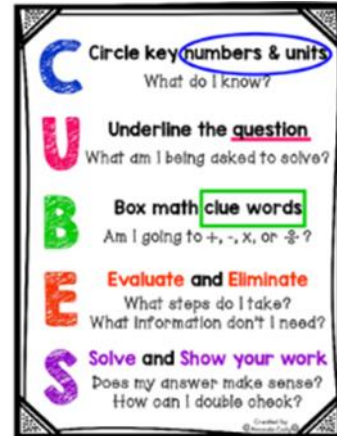 C Circle key numbers & units
What do I know?
U Underline the question
What am I being asked to solve?
B Box math clue words
Am I going to +, -, x, or ÷ ?
E Evaluate and Eliminate
What steps do I take?
What information don't I need?
S Solve and Show your work
Does my answer make sense?
How can I double check?
Created by